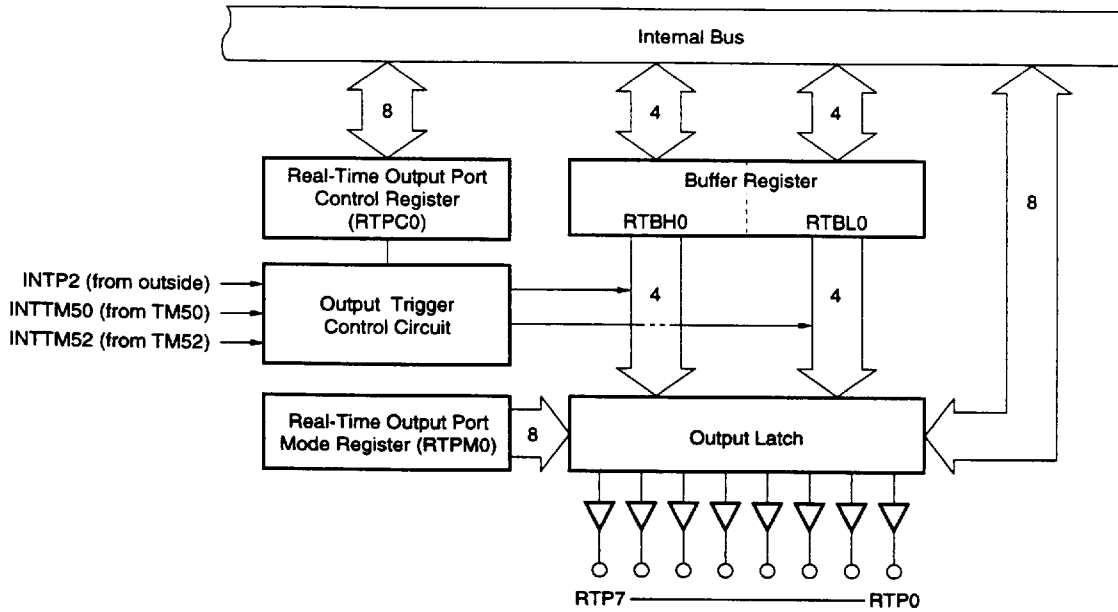 Internal Bus
8
4
4
Real-Time Output Port
Control Register
(RTPC0)
Buffer Register
RTBH0
RTBL0
8
INTP2 (from outside)
INTTM50 (from TM50)
INTTM52 (from TM52)
Output Trigger
Control Circuit
4
4
Real-Time Output Port
Mode Register (RTPM0)
8
Output Latch
RTP7
RTP0